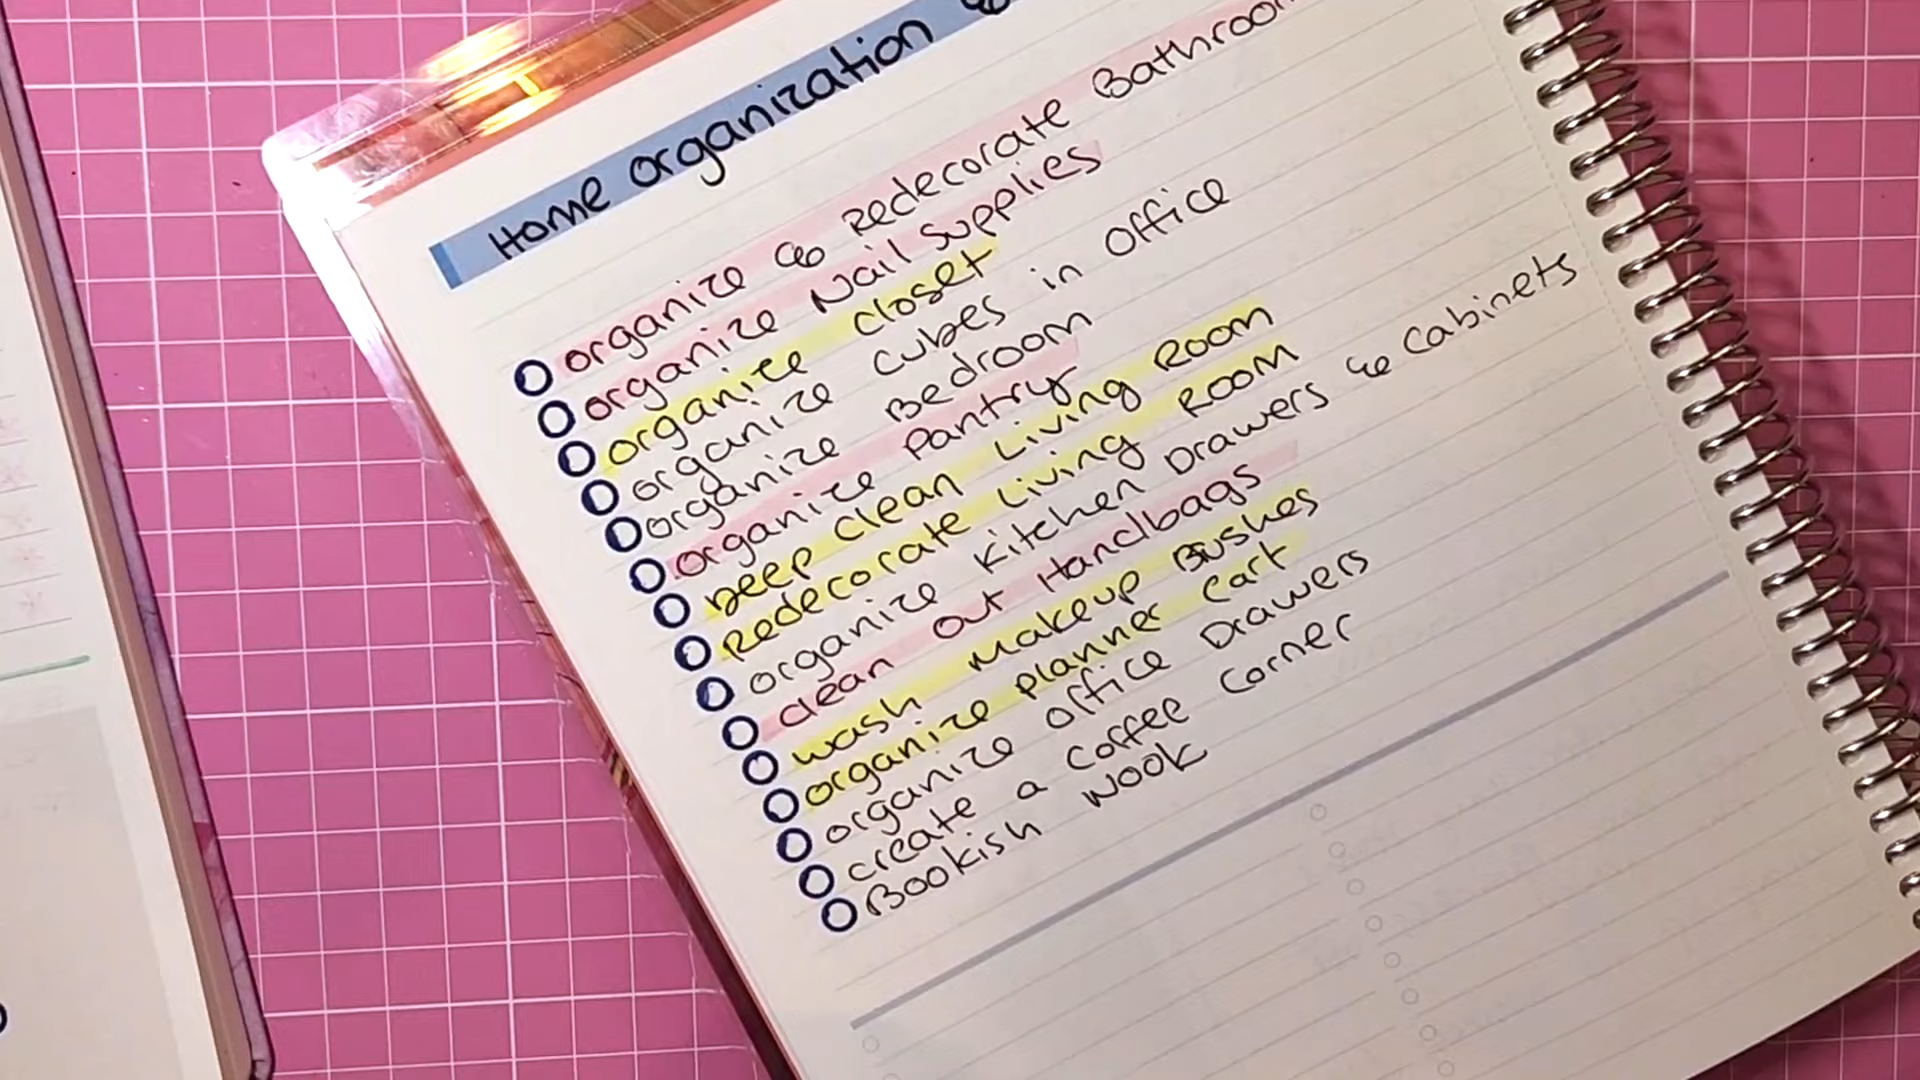 Home organization &
organize & Redecorate Bathroom
organize Nail Supplies
organize closet
organize cubes in office
organize Bedroom
organize Pantry
Deep clean Living Room
Redecorate Living Room
organize Kitchen Drawers & Cabinets
clean out Handbags
wash Makeup Bushes
organize planner cart
organize office Drawers
create a coffee corner
Bookish Nook